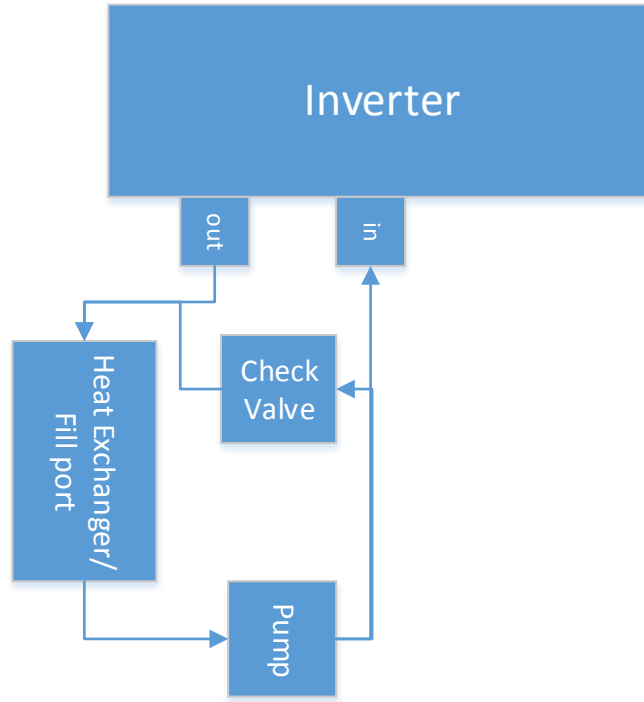 Inverter
out
in
Check
Valve
Heat Exchanger/
Fill port
Pump